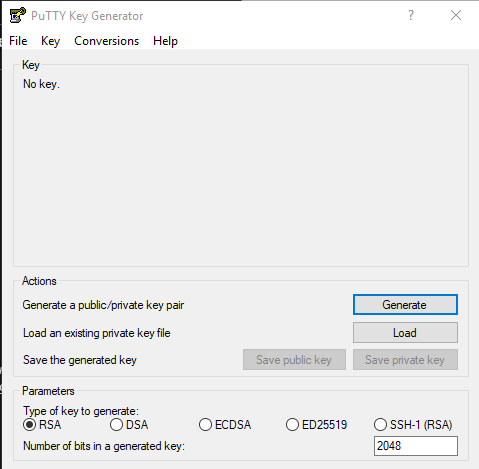 PuTTY Key Generator ?
File Key Conversions Help
Key
No key.
Actions
Generate a public/private key pair Generate
Load an existing private key file Load
Save the generated key Save public key Save private key
Parameters
Type of key to generate:
RSA DSA ECDSA ED25519 SSH-1 (RSA)
Number of bits in a generated key: 2048